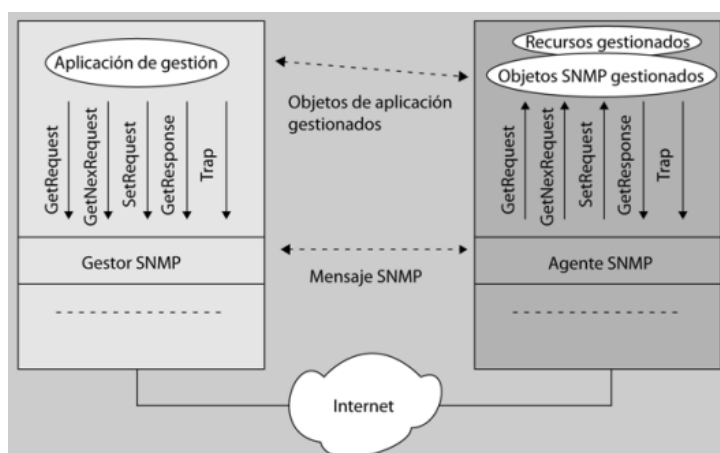 Aplicación de gestión
Recursos gestionados
Objetos SNMP gestionados
Objetos de aplicación
gestionados
GetRequest
GetNexRequest
SetRequest
GetResponse
Trap
GetRequest
GetNexRequest
SetRequest
GetResponse
Trap
Gestor SNMP
Mensaje SNMP
Agente SNMP
Internet